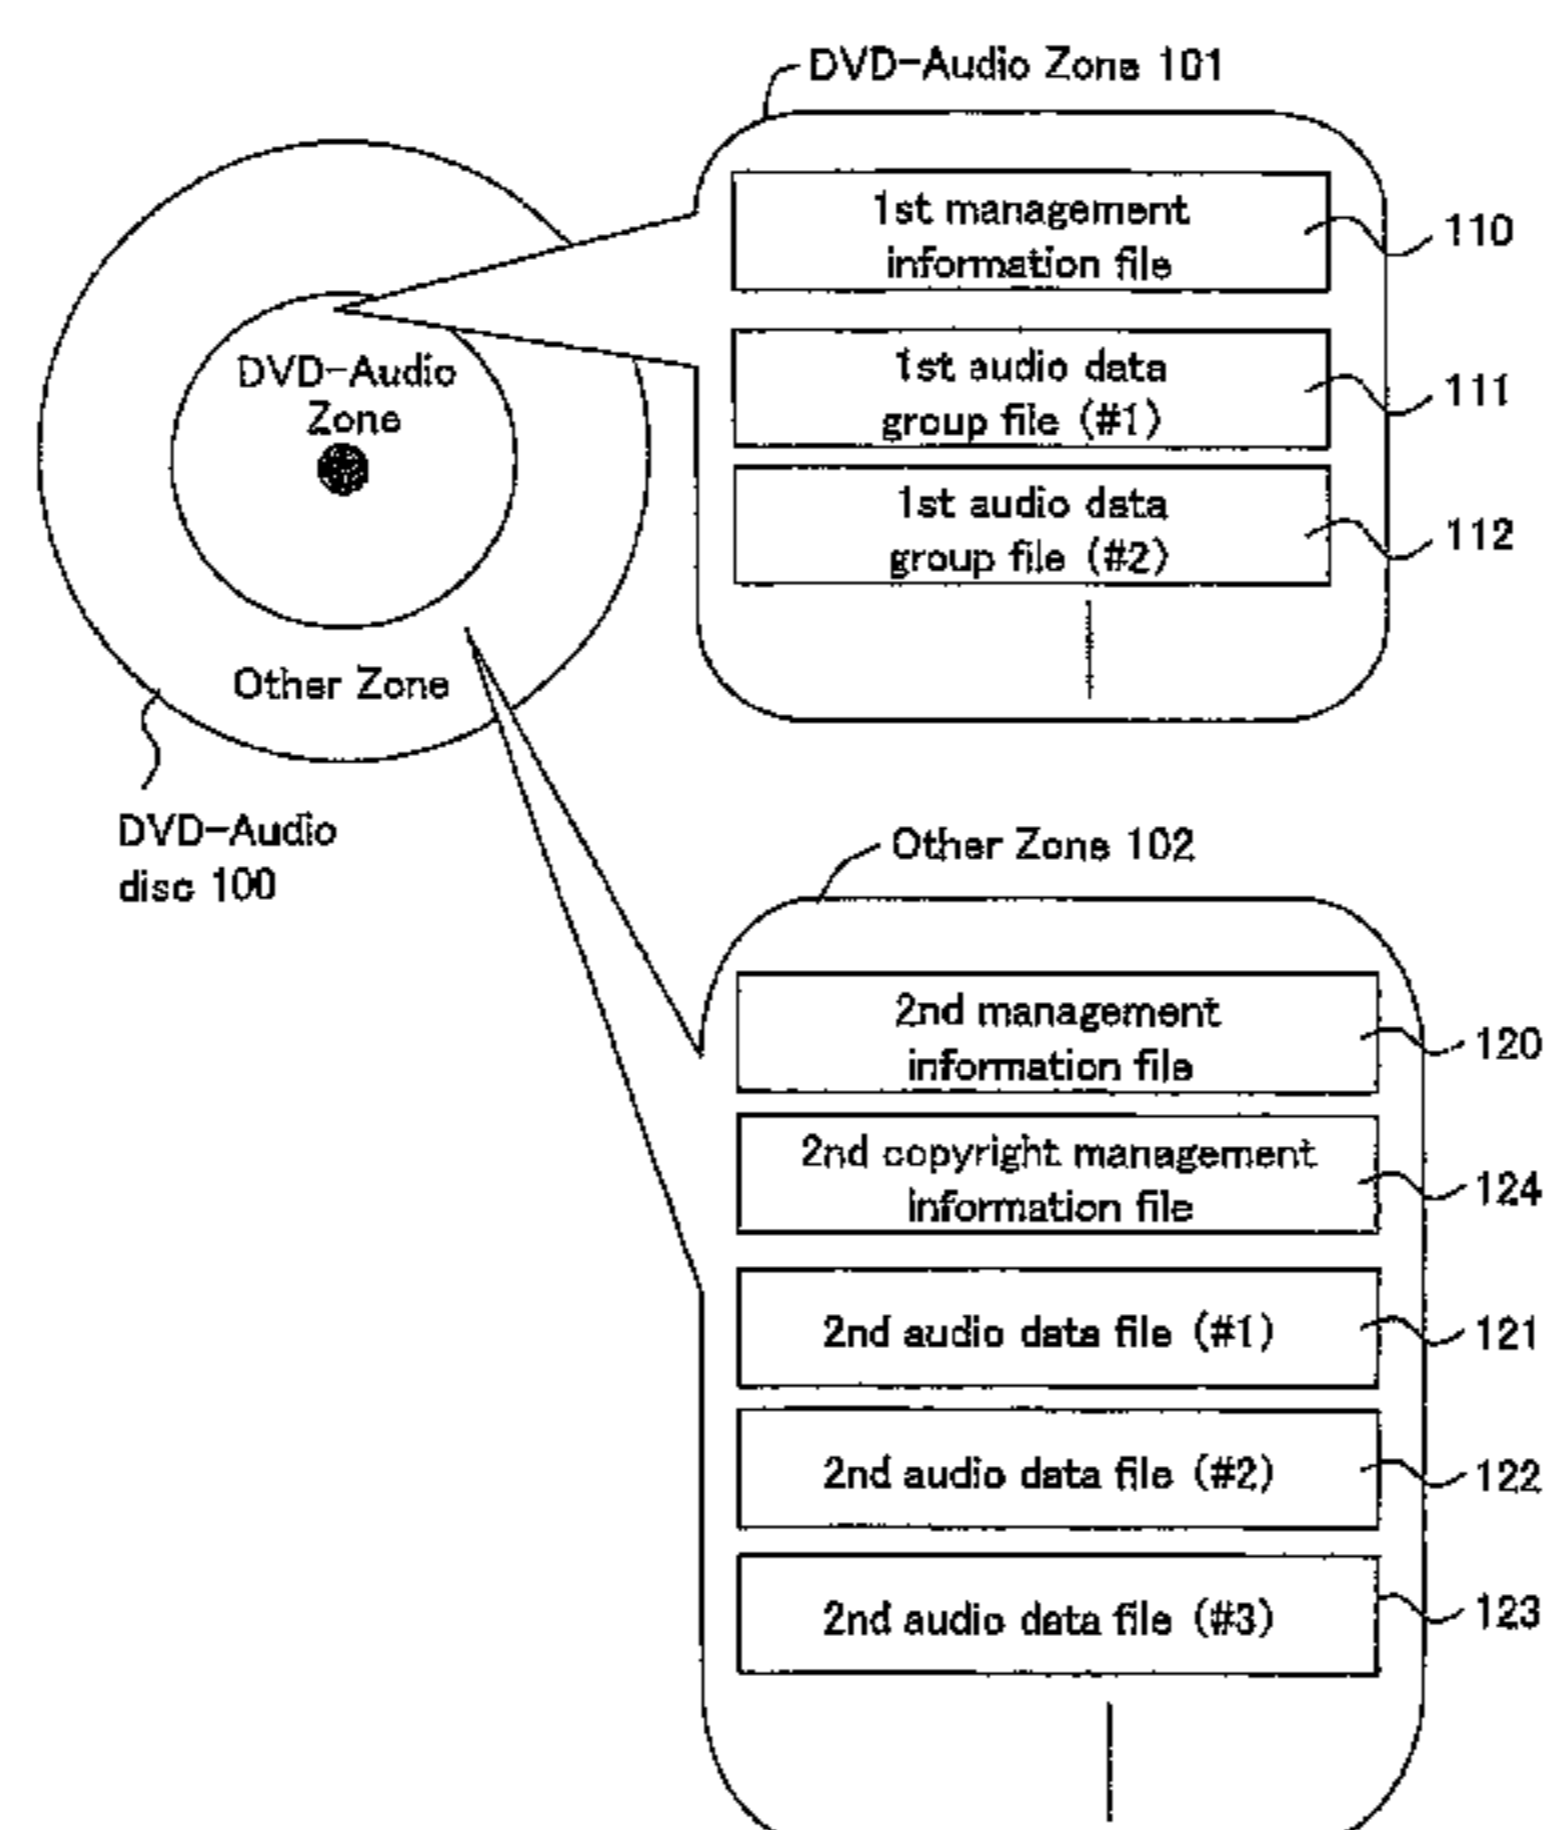 DVD-Audio Zone 101
1st management
information file
110
1st audio data
group file (#1)
111
1st audio data
group file (#2)
112
DVD-Audio
Zone
Other Zone
DVD-Audio
disc 100
Other Zone 102
2nd management
information file
120
2nd copyright management
information file
124
2nd audio data file (#1)
121
2nd audio data file (#2)
122
2nd audio data file (#3)
123